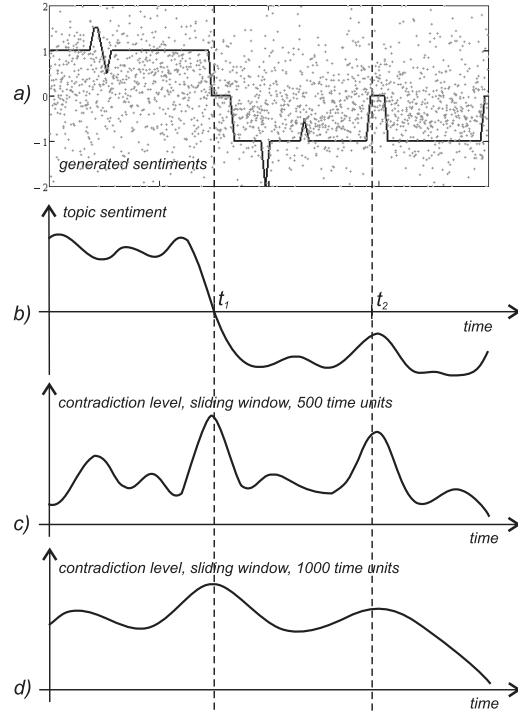 2
1
a) 0
−1
generated sentiments
−2
topic sentiment
t1 t2
b)
time
contradiction level, sliding window, 500 time units
c)
time
contradiction level, sliding window, 1000 time units
d)
time